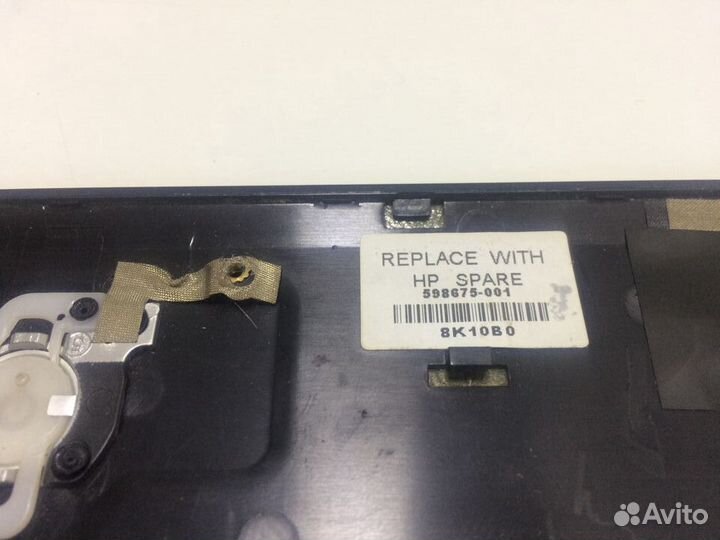 REPLACE WITH
HP SPARE
598675-001
8K10B0
Avito